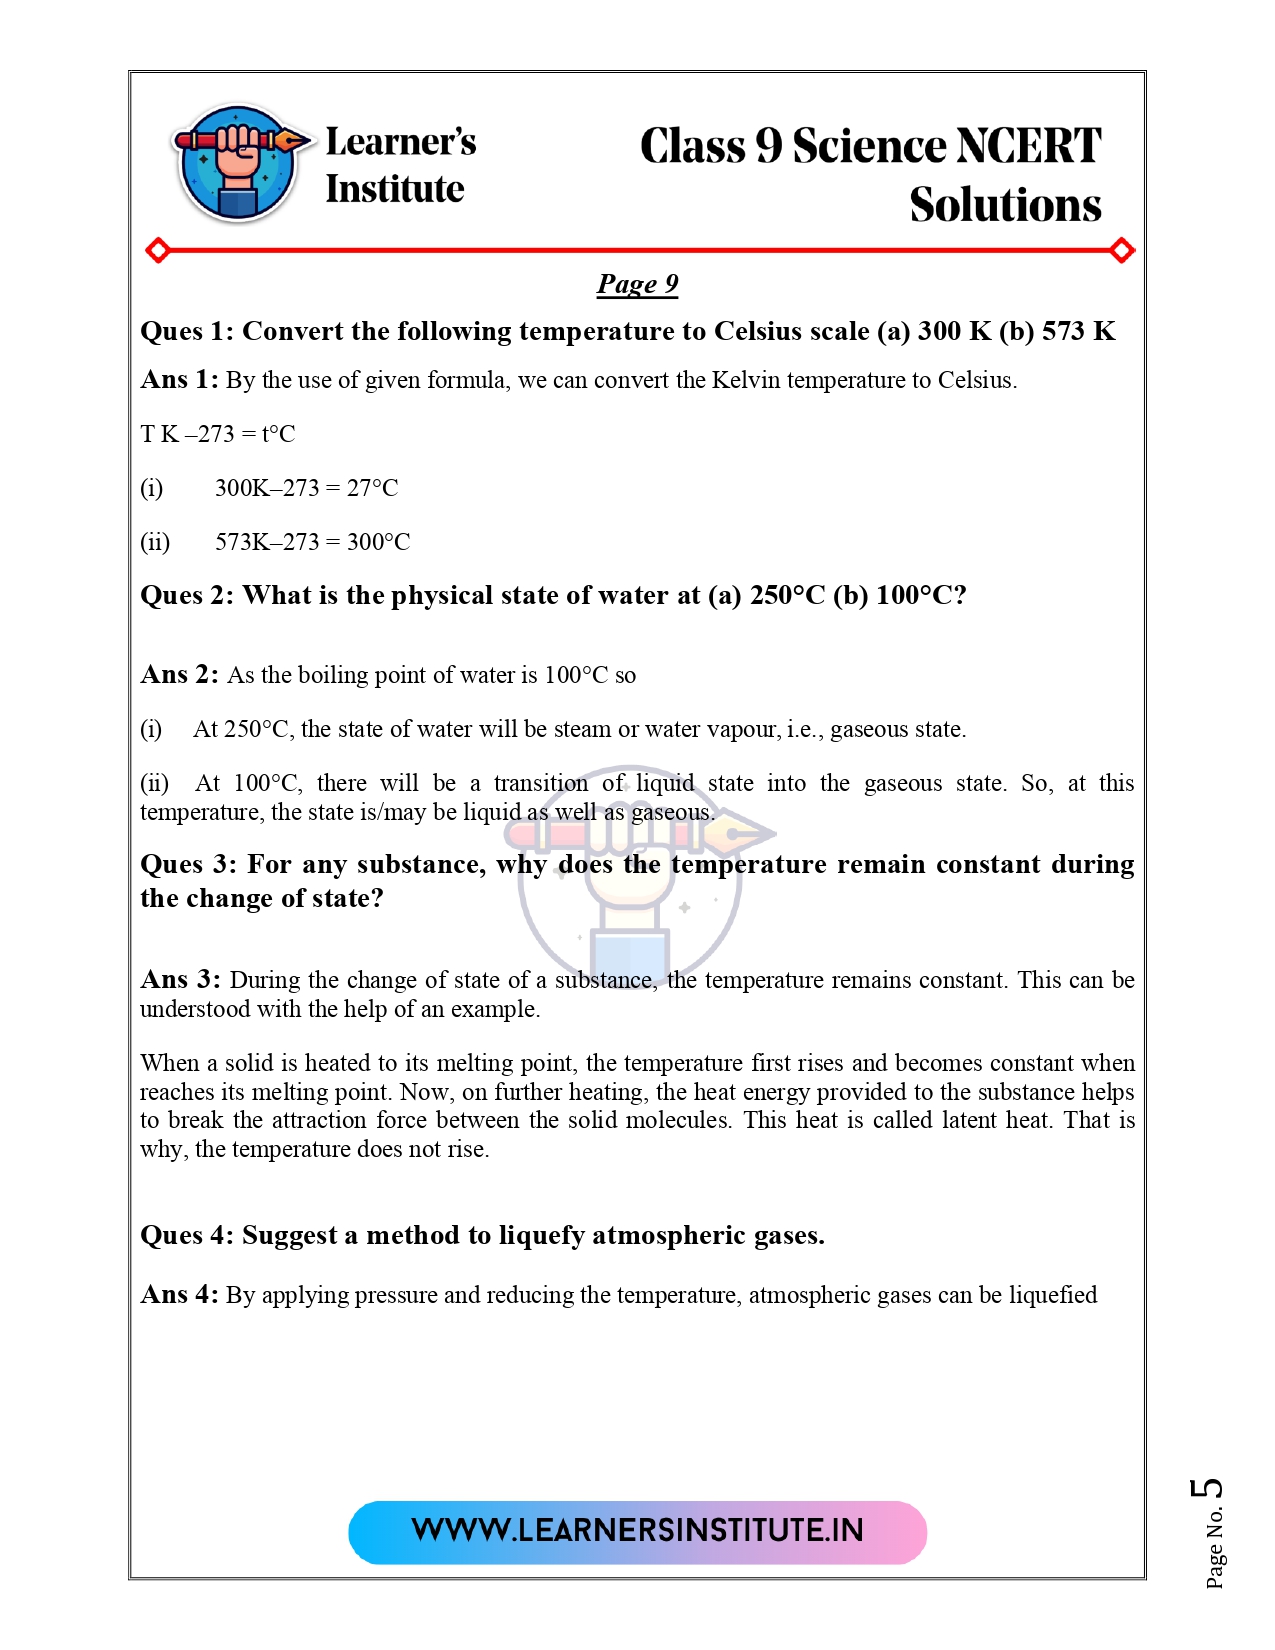 Learner's
Institute
Class 9 Science NCERT
Solutions
Page 9
Ques 1: Convert the following temperature to Celsius scale (a) 300 K (b) 573 K
Ans 1: By the use of given formula, we can convert the Kelvin temperature to Celsius.
T K –273 = t°C
(i) 300K–273 = 27°C
(ii) 573K–273 = 300°C
Ques 2: What is the physical state of water at (a) 250°C (b) 100°C?
Ans 2: As the boiling point of water is 100°C so
(i) At 250°C, the state of water will be steam or water vapour, i.e., gaseous state.
(ii) At 100°C, there will be a transition of liquid state into the gaseous state. So, at this
temperature, the state is/may be liquid as well as gaseous.
Ques 3: For any substance, why does the temperature remain constant during
the change of state?
Ans 3: During the change of state of a substance, the temperature remains constant. This can be
understood with the help of an example.
When a solid is heated to its melting point, the temperature first rises and becomes constant when
reaches its melting point. Now, on further heating, the heat energy provided to the substance helps
to break the attraction force between the solid molecules. This heat is called latent heat. That is
why, the temperature does not rise.
Ques 4: Suggest a method to liquefy atmospheric gases.
Ans 4: By applying pressure and reducing the temperature, atmospheric gases can be liquefied
WWW.LEARNERSINSTITUTE.IN
Page No. 5